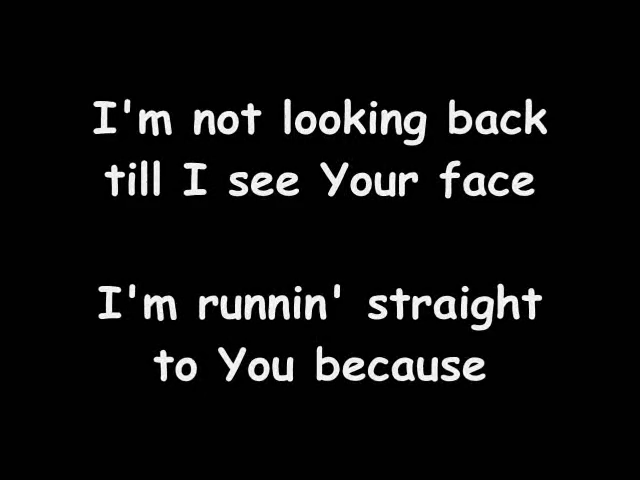 I'm not looking back
till I see Your face
I'm runnin' straight
to You because